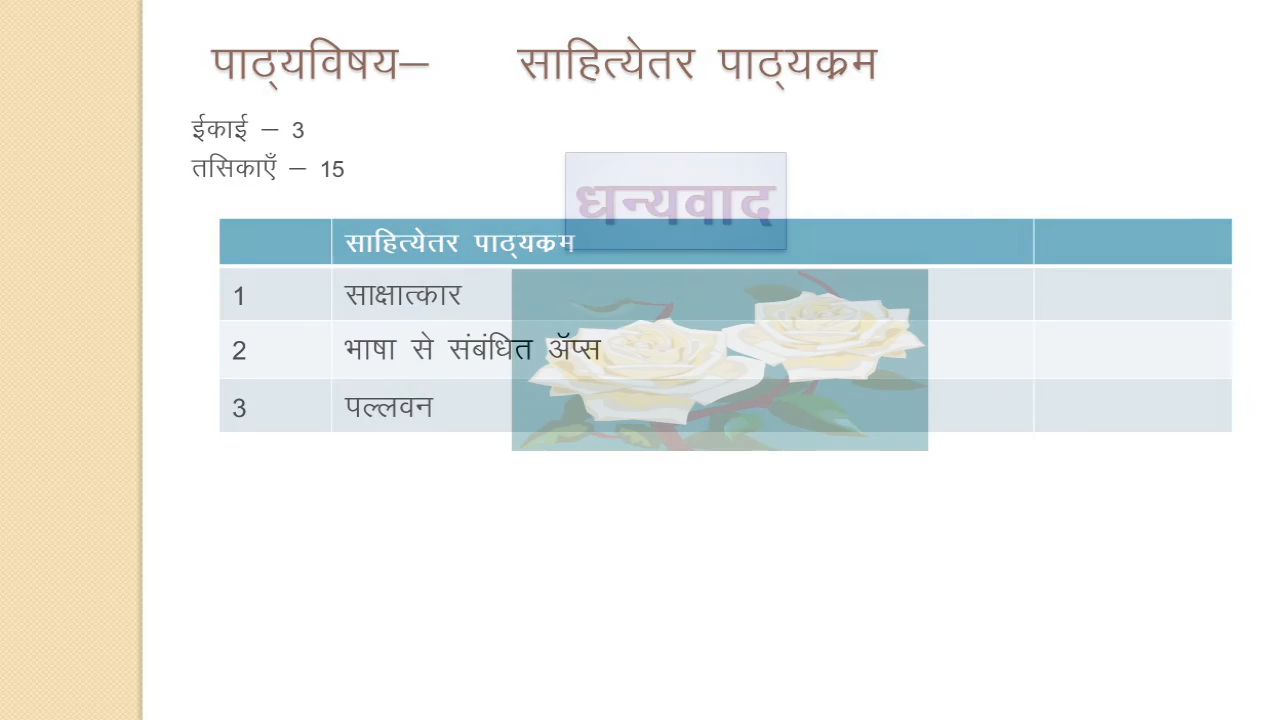 पाठ्यविषय– साहित्येतर पाठ्यक्रम
ईकाई – 3
तसिकाएँ – 15
धन्यवाद
साहित्येतर पाठ्यक्रम
1 साक्षात्कार
2 भाषा से संबंधित ॲप्स
3 पल्लवन